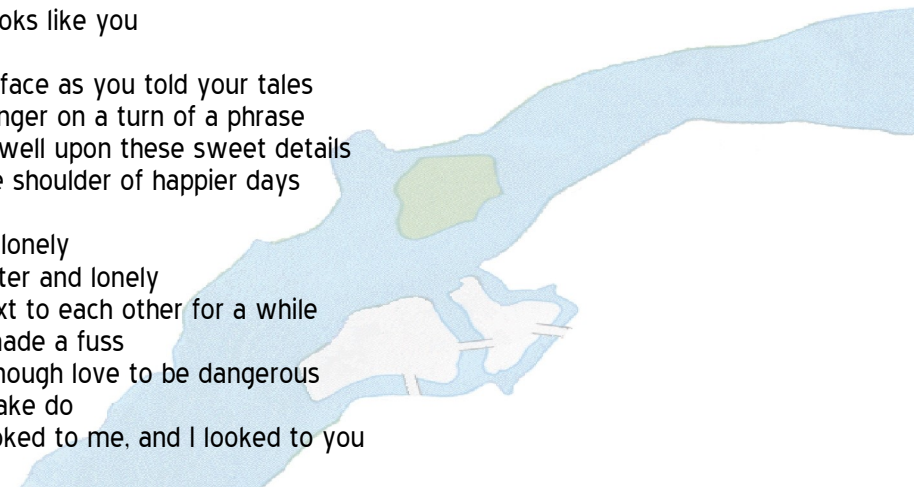 oks like you
face as you told your tales
nger on a turn of a phrase
well upon these sweet details
e shoulder of happier days
lonely
ter and lonely
xt to each other for a while
nade a fuss
nough love to be dangerous
ake do
oked to me, and I looked to you